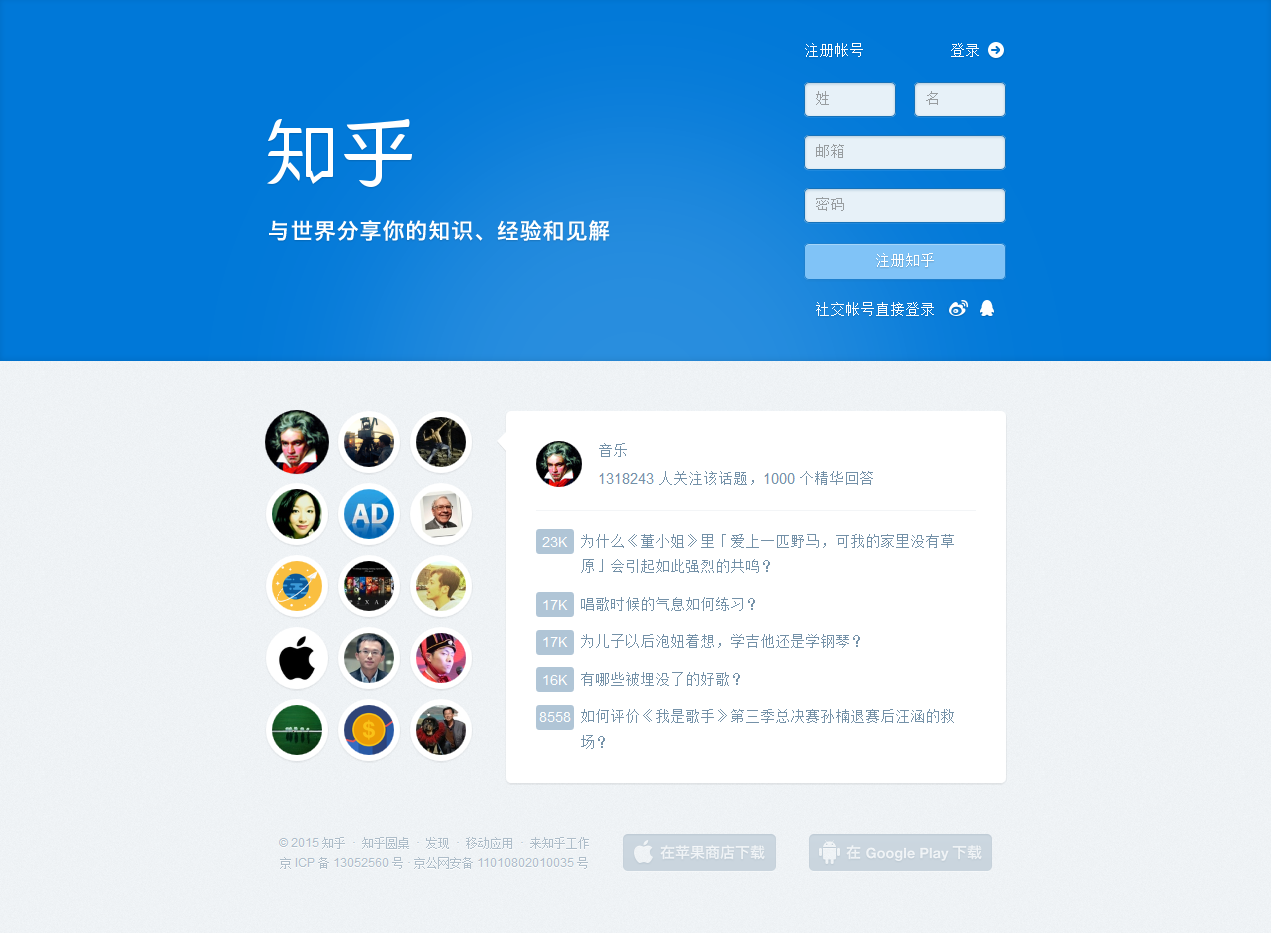 注册帐号 登录
姓 名
邮箱
密码
注册知乎
社交帐号直接登录
知乎
与世界分享你的知识、经验和见解
AD
PIXAR
$
音乐
1318243 人关注该话题，1000 个精华回答
23K 为什么《董小姐》里「爱上一匹野马，可我的家里没有草
原」会引起如此强烈的共鸣？
17K 唱歌时候的气息如何练习？
17K 为儿子以后泡妞着想，学吉他还是学钢琴？
16K 有哪些被埋没了的好歌？
8558 如何评价《我是歌手》第三季总决赛孙楠退赛后汪涵的救
场？
© 2015 知乎 · 知乎圆桌 · 发现 · 移动应用 · 来知乎工作
京 ICP 备 13052560 号 · 京公网安备 11010802010035 号
在苹果商店下载
在 Google Play 下载